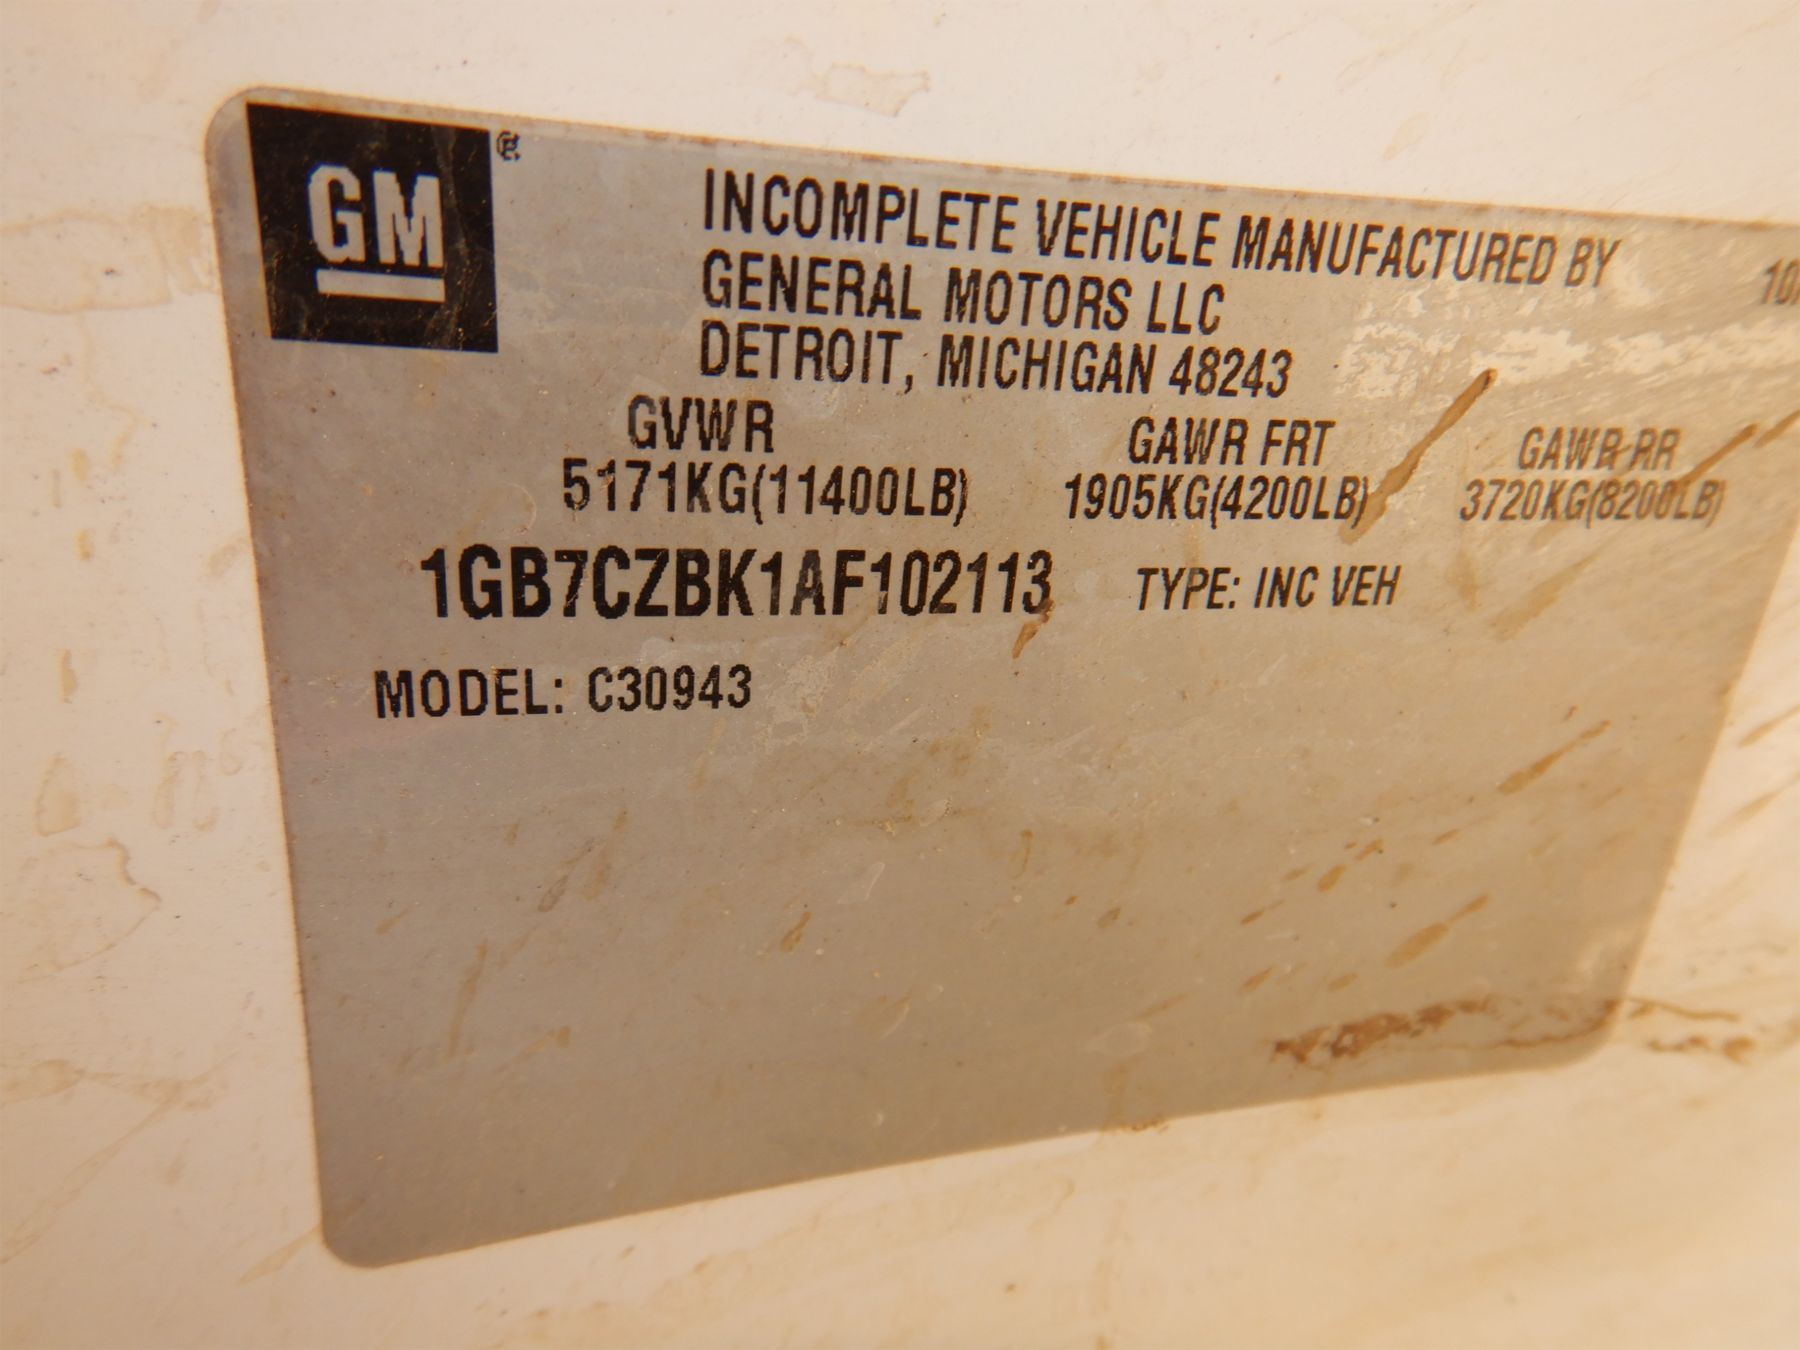 GM
INCOMPLETE VEHICLE MANUFACTURED BY
GENERAL MOTORS LLC
DETROIT, MICHIGAN 48243
GVWR GAWR FRT GAWR RR
5171KG(11400LB) 1905KG(4200LB) 3720KG(8200LB)
1GB7CZBK1AF102113 TYPE: INC VEH
MODEL: C30943